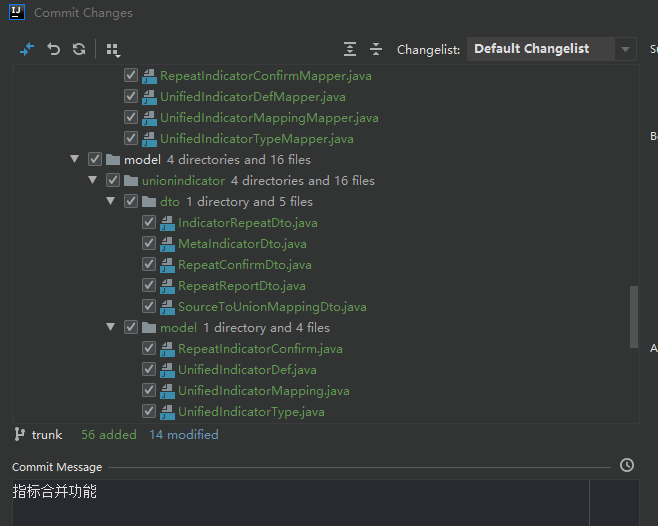 IJ Commit Changes
Changelist: Default Changelist Su
RepeatIndicatorConfirmMapper.java
UnifiedIndicatorDefMapper.java
UnifiedIndicatorMappingMapper.java
UnifiedIndicatorTypeMapper.java
model 4 directories and 16 files
unionindicator 4 directories and 16 files
dto 1 directory and 5 files
IndicatorRepeatDto.java
MetaIndicatorDto.java
RepeatConfirmDto.java
RepeatReportDto.java
SourceToUnionMappingDto.java
model 1 directory and 4 files
RepeatIndicatorConfirm.java
UnifiedIndicatorDef.java
UnifiedIndicatorMapping.java
UnifiedIndicatorType.java
trunk 56 added 14 modified
Commit Message
指标合并功能